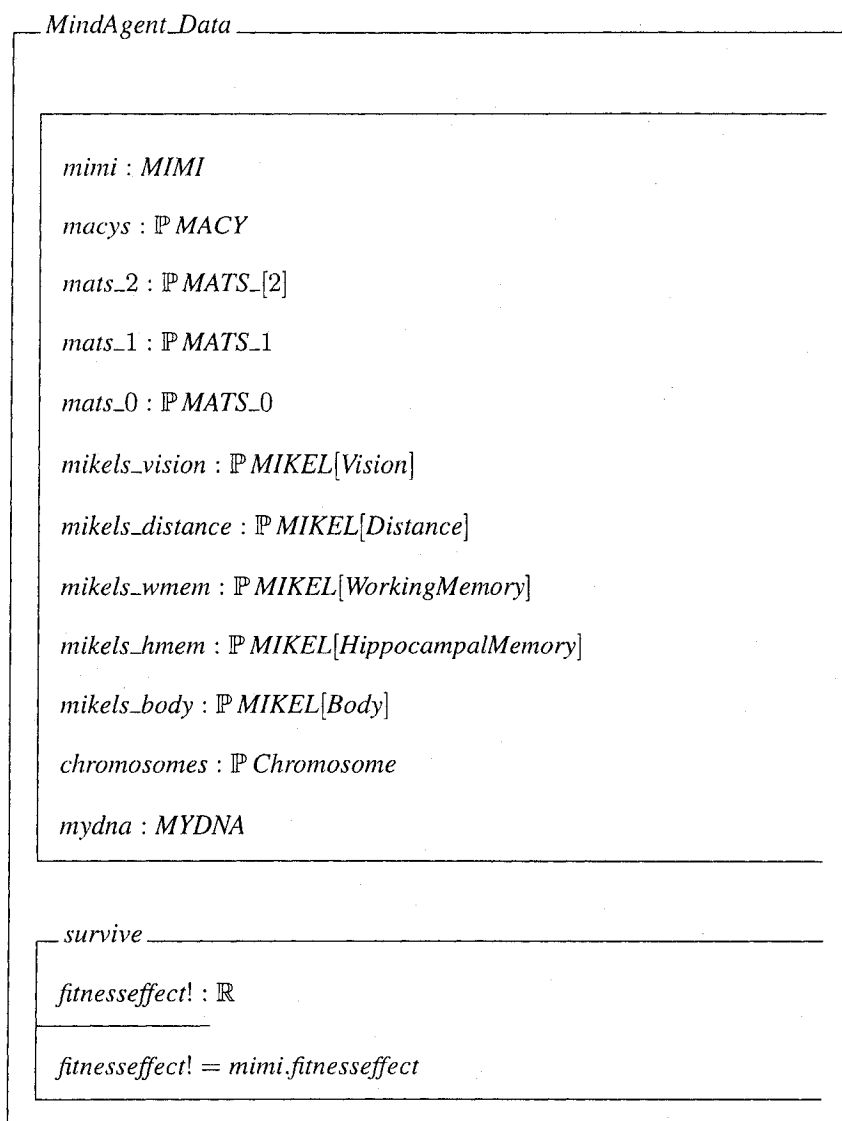 MindAgent_Data
mimi : MIMI
macys : ℙ MACY
mats_2 : ℙ MATS_[2]
mats_1 : ℙ MATS_1
mats_0 : ℙ MATS_0
mikels_vision : ℙ MIKEL[Vision]
mikels_distance : ℙ MIKEL[Distance]
mikels_wmem : ℙ MIKEL[WorkingMemory]
mikels_hmem : ℙ MIKEL[HippocampalMemory]
mikels_body : ℙ MIKEL[Body]
chromosomes : ℙ Chromosome
mydna : MYDNA
survive
fitnesseffect! : ℝ
fitnesseffect! = mimi.fitnesseffect